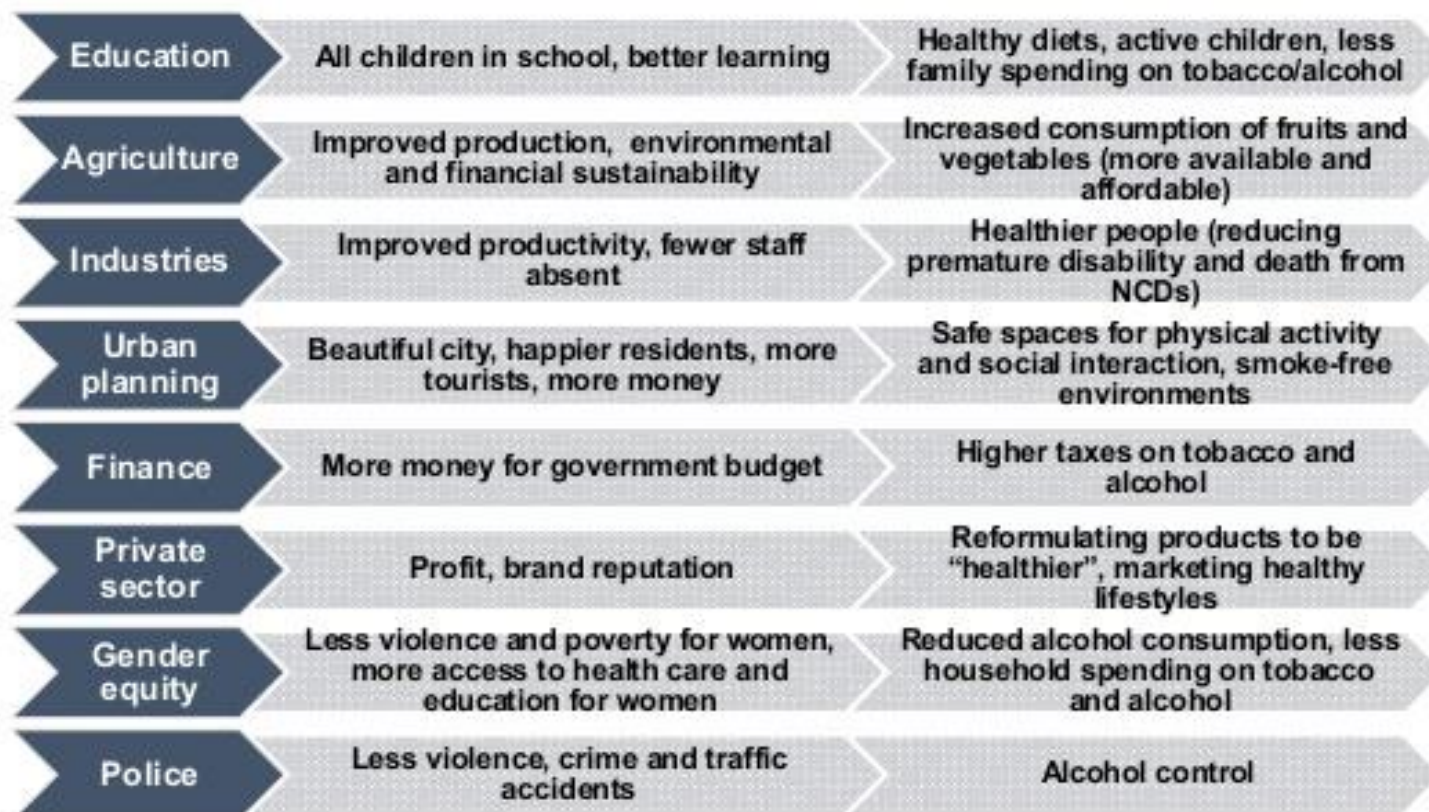 Education
All children in school, better learning
Healthy diets, active children, less
family spending on tobacco/alcohol
Agriculture
Improved production, environmental
and financial sustainability
Increased consumption of fruits and
vegetables (more available and
affordable)
Industries
Improved productivity, fewer staff
absent
Healthier people (reducing
premature disability and death from
NCDs)
Urban
planning
Beautiful city, happier residents, more
tourists, more money
Safe spaces for physical activity
and social interaction, smoke-free
environments
Finance
More money for government budget
Higher taxes on tobacco and
alcohol
Private
sector
Profit, brand reputation
Reformulating products to be
“healthier”, marketing healthy
lifestyles
Gender
equity
Less violence and poverty for women,
more access to health care and
education for women
Reduced alcohol consumption, less
household spending on tobacco
and alcohol
Police
Less violence, crime and traffic
accidents
Alcohol control